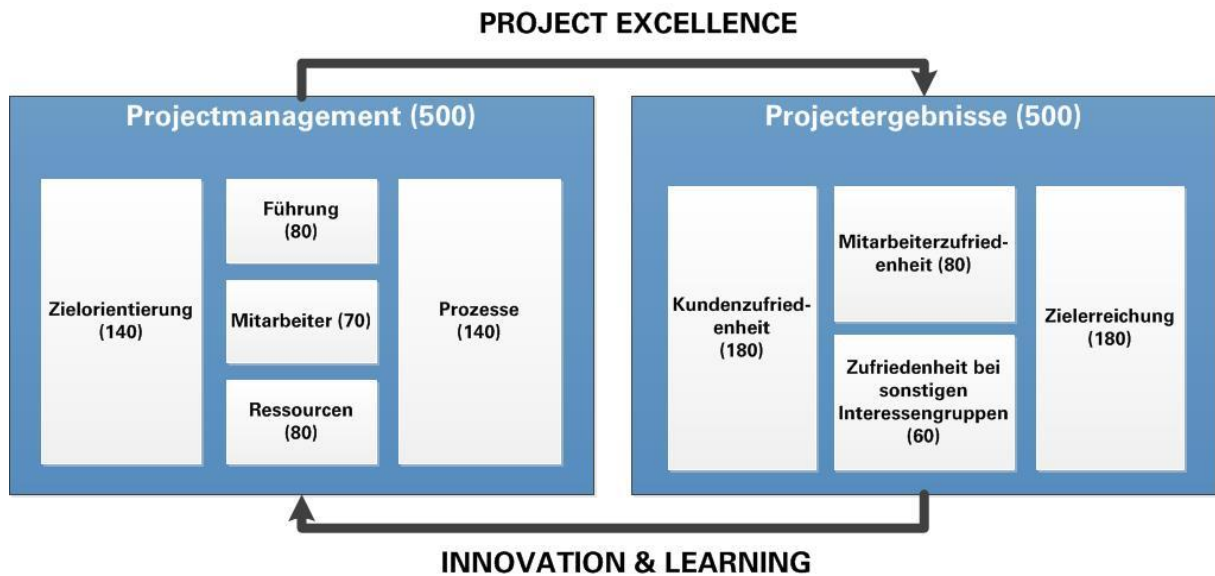 PROJECT EXCELLENCE
Projectmanagement (500)
Zielorientierung
(140)
Führung
(80)
Mitarbeiter (70)
Ressourcen
(80)
Prozesse
(140)
Projectergebnisse (500)
Kundenzufried-
enheit
(180)
Mitarbeiterzufried-
enheit (80)
Zufriedenheit bei
sonstigen
Interessengruppen
(60)
Zielerreichung
(180)
INNOVATION & LEARNING